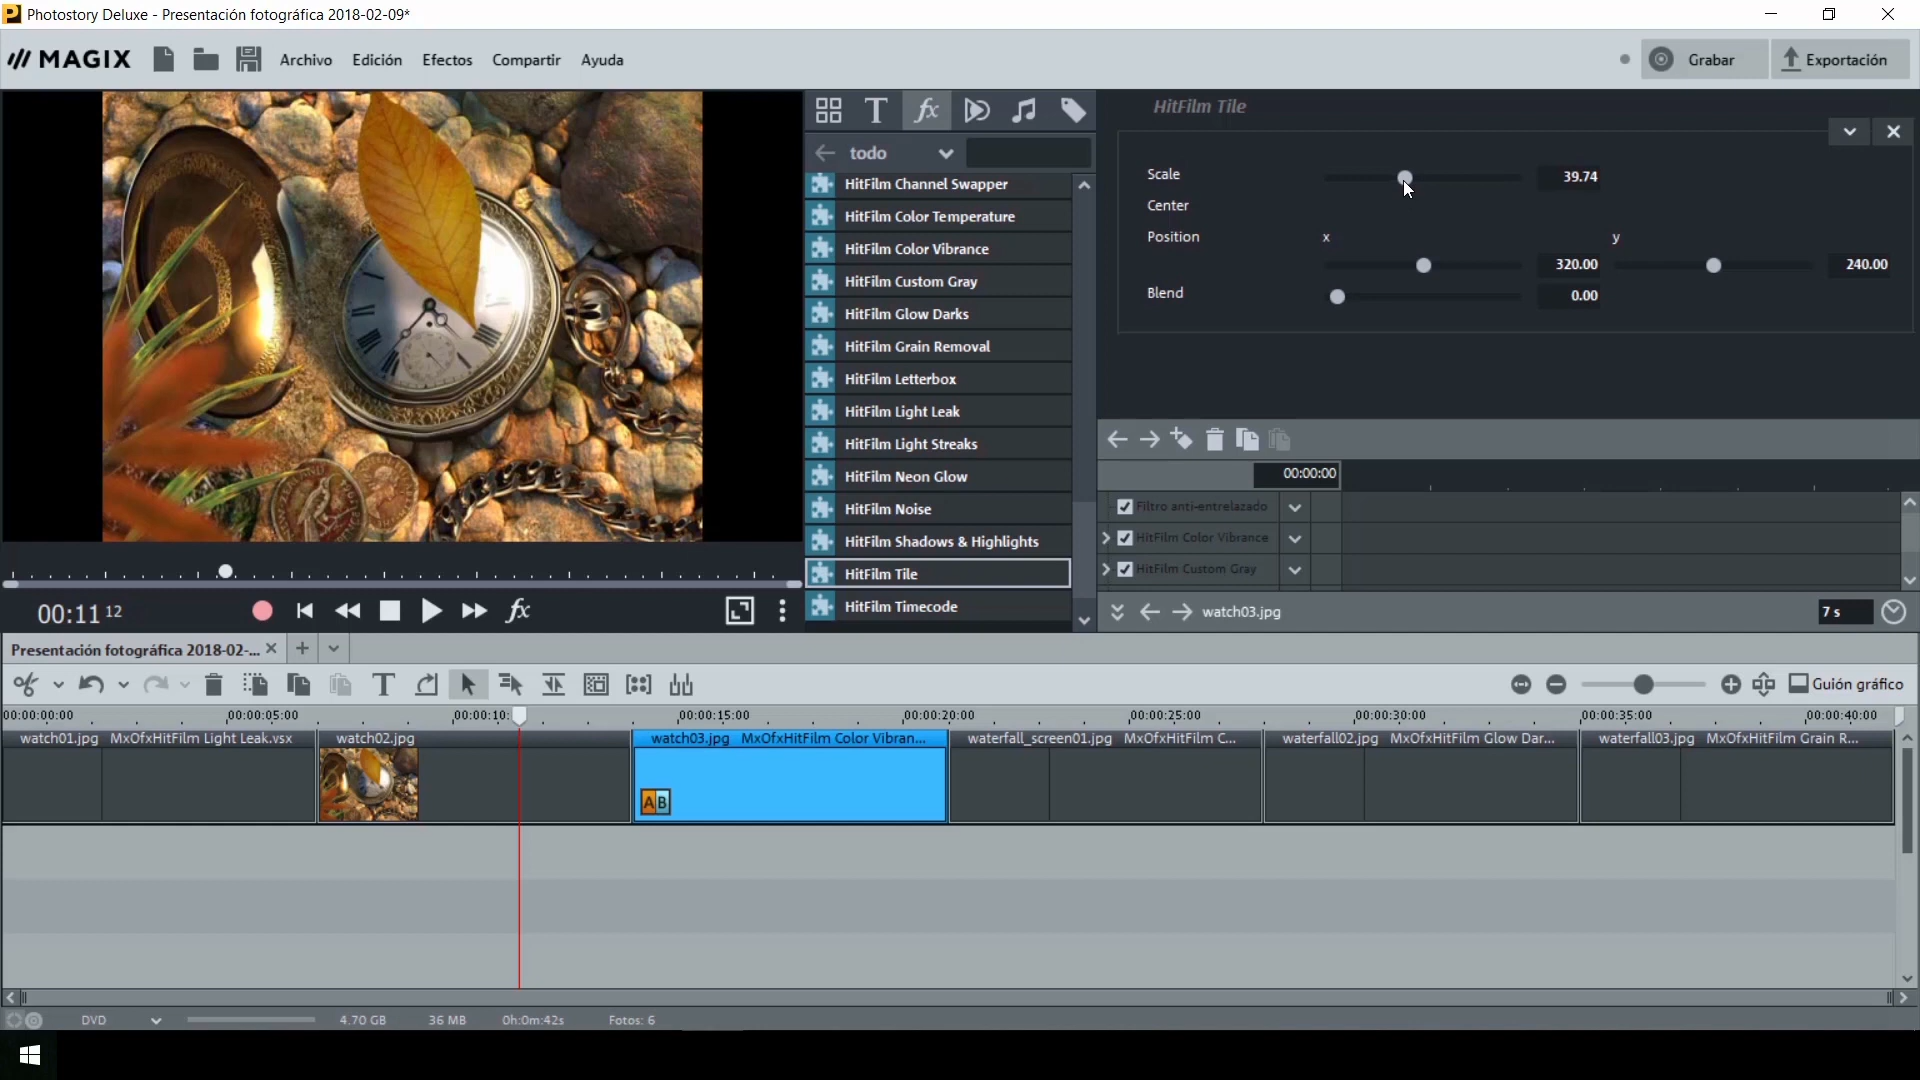 Photostory Deluxe - Presentación fotográfica 2018-02-09*
MAGIX
Archivo Edición Efectos Compartir Ayuda
Grabar
Exportación
todo
HitFilm Channel Swapper
HitFilm Color Temperature
HitFilm Color Vibrance
HitFilm Custom Gray
HitFilm Glow Darks
HitFilm Grain Removal
HitFilm Letterbox
HitFilm Light Leak
HitFilm Light Streaks
HitFilm Neon Glow
HitFilm Noise
HitFilm Shadows & Highlights
HitFilm Tile
HitFilm Timecode
HitFilm Tile
Scale 39.74
Center
Position x y
320.00 240.00
Blend 0.00
00:00:00
Filtro anti-entrelazado
HitFilm Color Vibrance
HitFilm Custom Gray
watch03.jpg 7 s
00:11 12
fx
Presentación fotográfica 2018-02-...
Guión gráfico
00:00:00:00 00:00:05:00 00:00:10: 00:00:15:00 00:00:20:00 00:00:25:00 00:00:30:00 00:00:35:00 00:00:40:00
watch01.jpg MxOfxHitFilm Light Leak.vsx watch02.jpg watch03.jpg MxOfxHitFilm Color Vibran... waterfall_screen01.jpg MxOfxHitFilm C... waterfall02.jpg MxOfxHitFilm Glow Dar... waterfall03.jpg MxOfxHitFilm Grain R...
AB
DVD 4.70 GB 36 MB 0h:0m:42s Fotos: 6